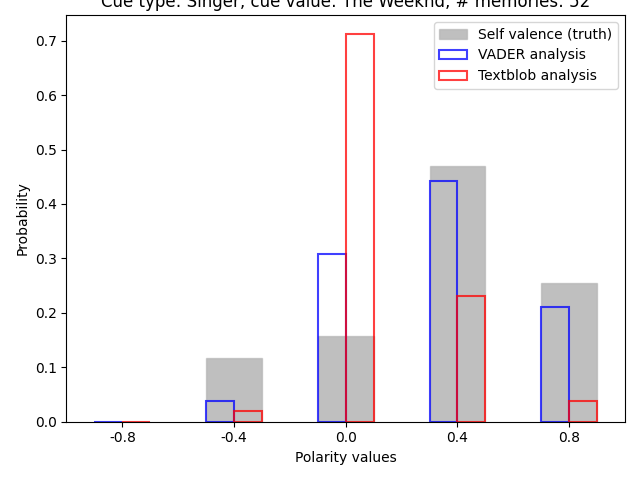 Cue type: Singer, cue value: The Weeknd, # memories: 52
Self valence (truth)
VADER analysis
Textblob analysis
Probability
0.7
0.6
0.5
0.4
0.3
0.2
0.1
0.0
-0.8 -0.4 0.0 0.4 0.8
Polarity values